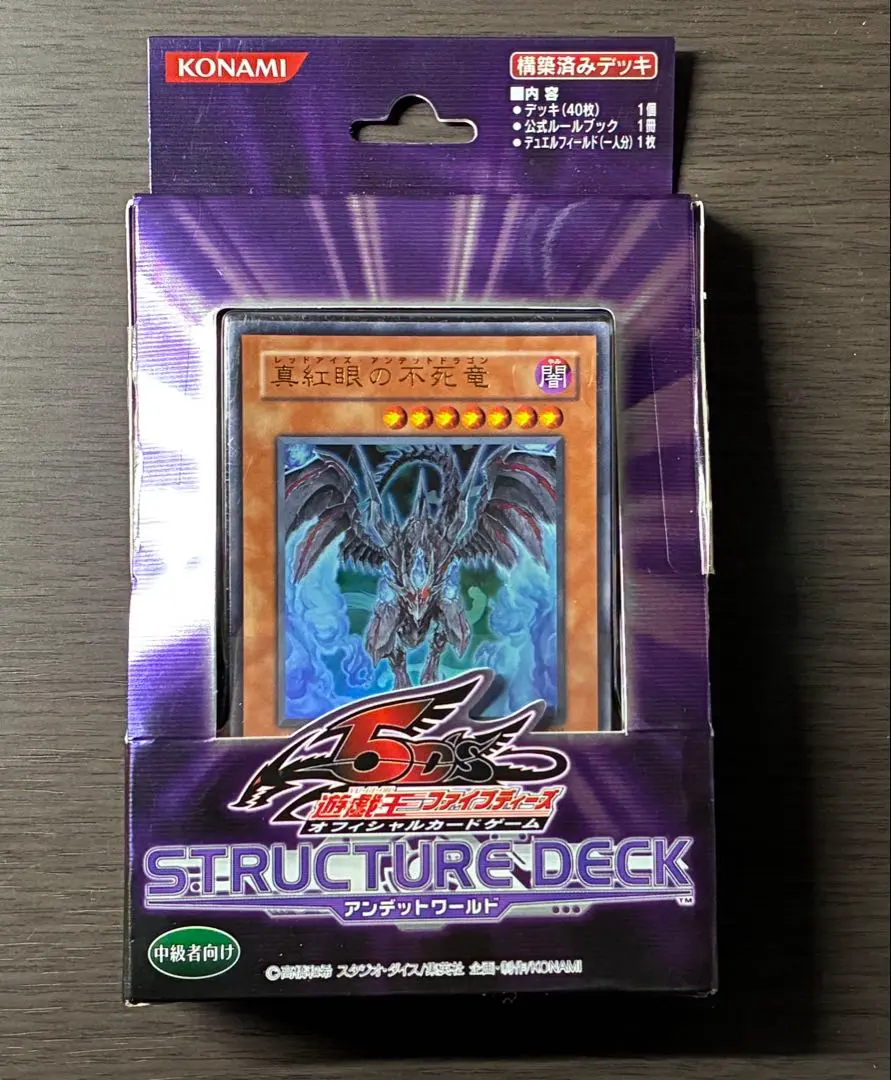 KONAMI
構築済みデッキ
■内 容
●デッキ(40枚) 1個
●公式ルールブック 1冊
●デュエルフィールド(一人分) 1枚
レッドアイズ・アンデットドラゴン
真紅眼の不死竜
やみ
闇
5D's
遊戯王ファイブディーズ
オフィシャルカードゲーム
STRUCTURE DECK
TM
アンデットワールド
中級者向け
©高橋和希 スタジオ・ダイス/集英社 企画・制作/KONAMI